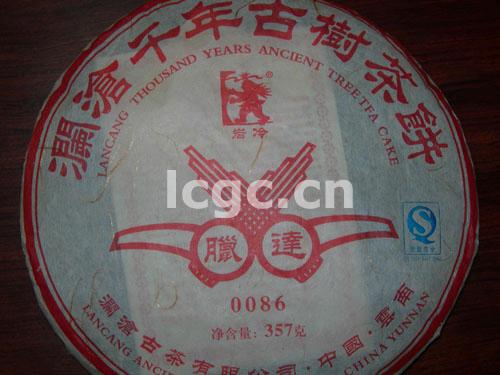 瀾滄千年古樹茶餅
LANCANG THOUSAND YEARS ANCIENT TREE TEA CAKE
®
岩冷
lcgc.cn
臘 達
0086
净含量: 357克
瀾滄古茶有限公司·中國·雲南
LANCANG ANCIEN
CHINA YUNNAN